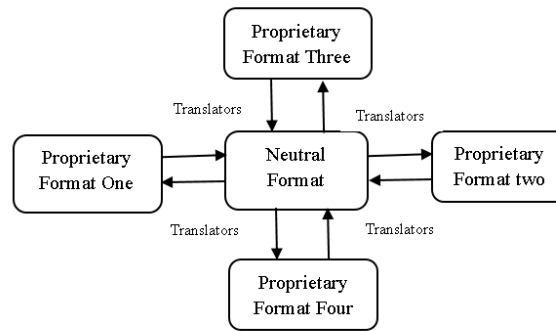 Proprietary
Format Three
Translators
Translators
Proprietary
Format One
Neutral
Format
Proprietary
Format two
Translators
Translators
Proprietary
Format Four